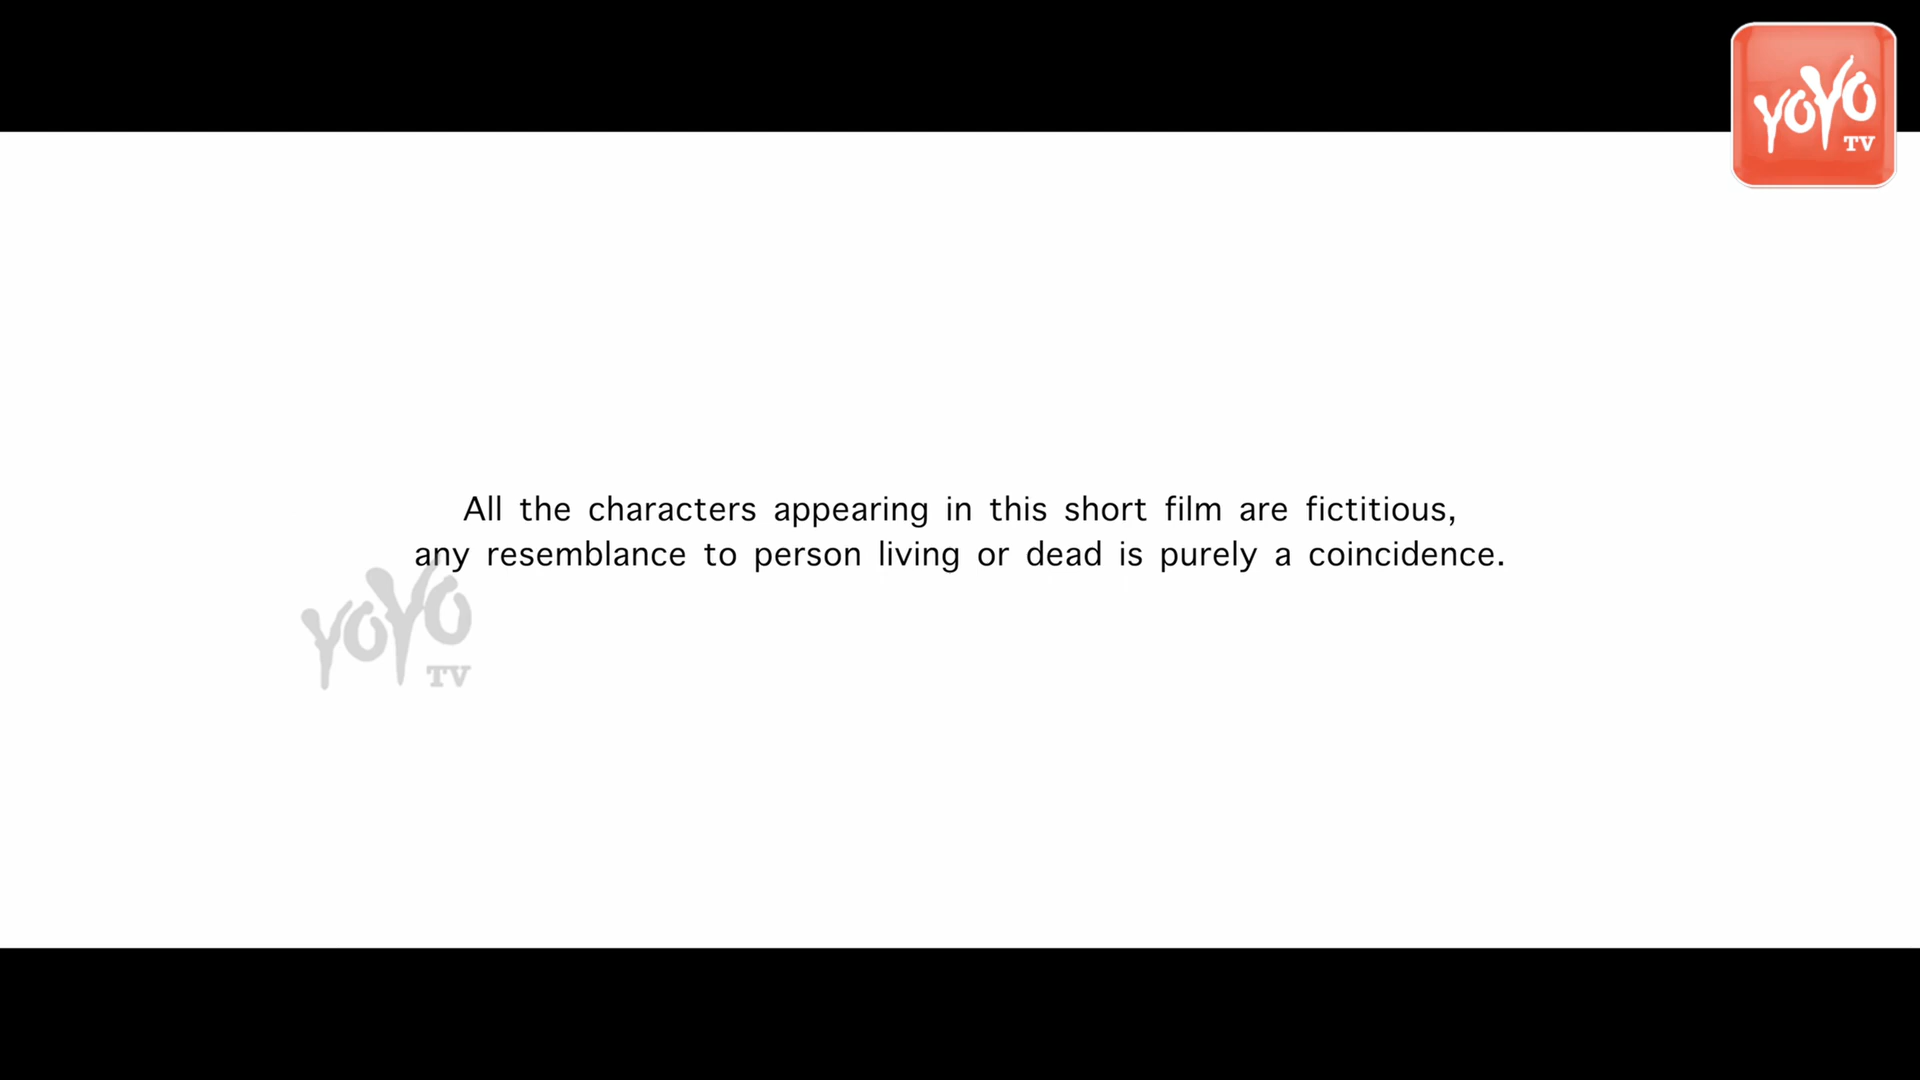 YOYO
TV
All the characters appearing in this short film are fictitious,
any resemblance to person living or dead is purely a coincidence.
YOYO
TV